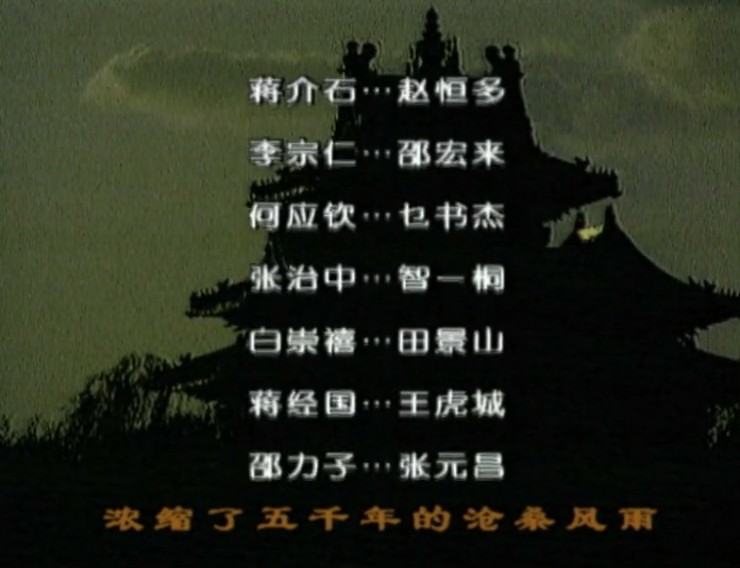 蒋介石…赵恒多
李宗仁…邵宏来
何应钦…乜书杰
张治中…智一桐
白崇禧…田景山
蒋经国…王虎城
邵力子…张元昌
浓缩了五千年的沧桑风雨